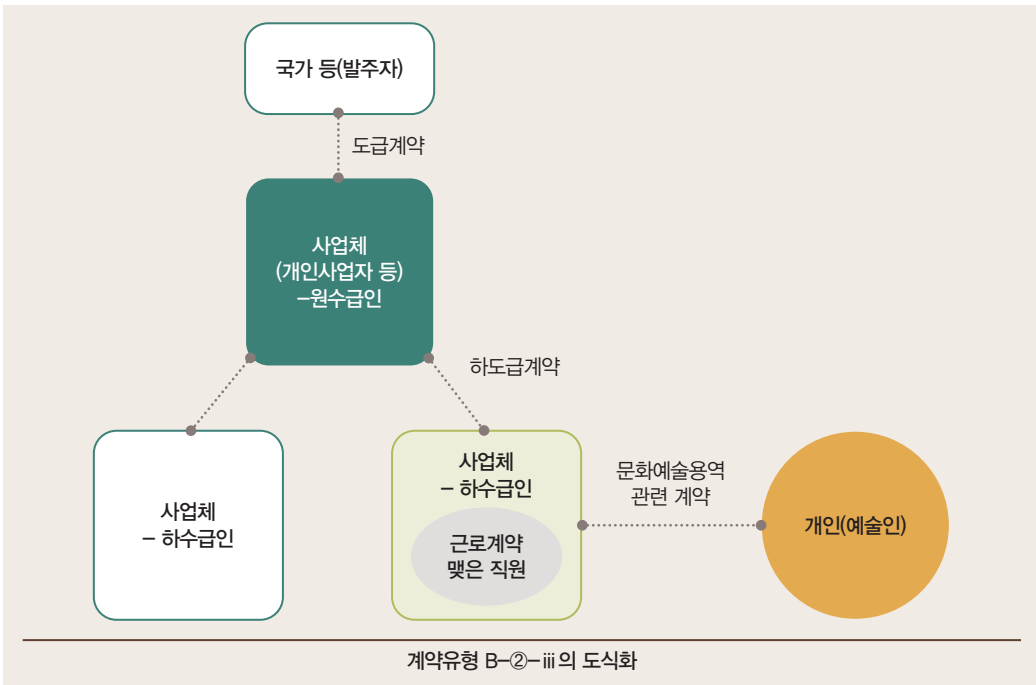 국가 등(발주자)
도급계약
사업체
(개인사업자 등)
-원수급인
하도급계약
사업체
- 하수급인
사업체
- 하수급인
근로계약
맺은 직원
문화예술용역
관련 계약
개인(예술인)
계약유형 B-②-ⅲ의 도식화